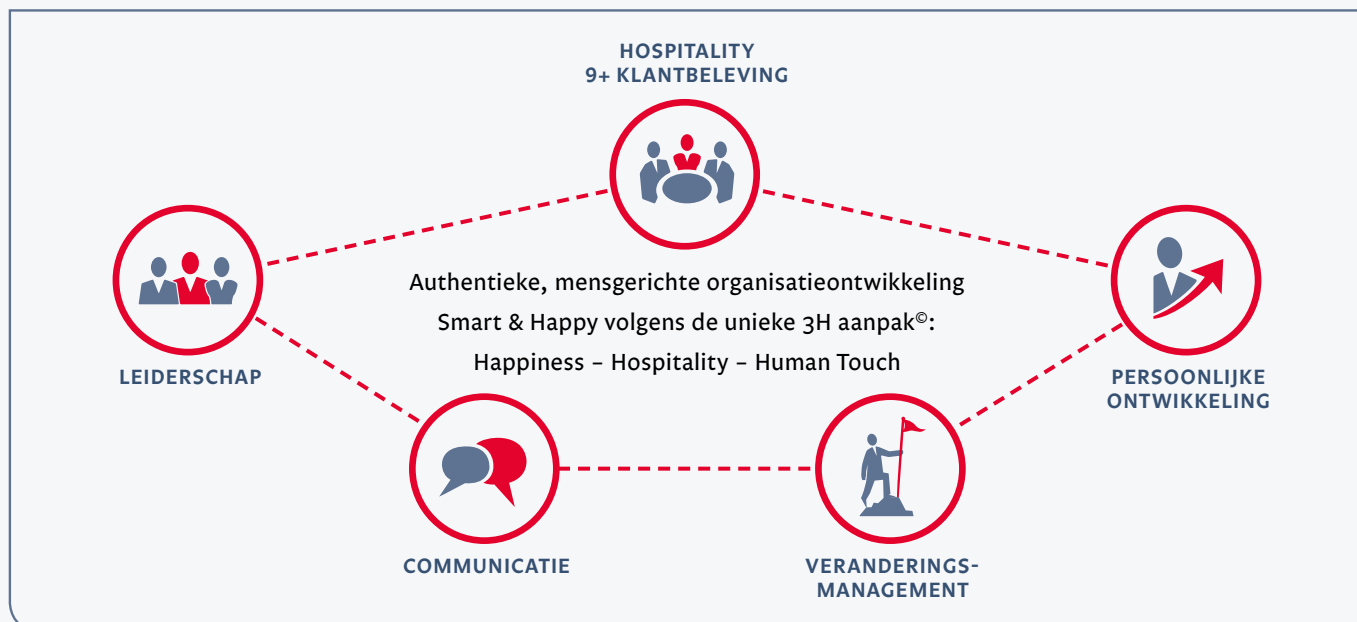 HOSPITALITY
9+ KLANTBELEVING
Authentieke, mensgerichte organisatieontwikkeling
Smart & Happy volgens de unieke 3H aanpak©:
Happiness – Hospitality – Human Touch
LEIDERSCHAP
PERSOONLIJKE
ONTWIKKELING
COMMUNICATIE
VERANDERINGS-
MANAGEMENT